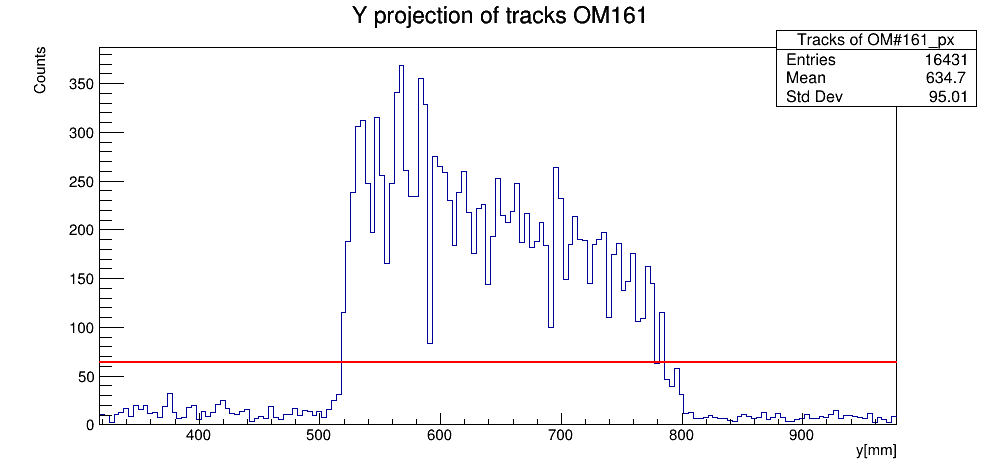 Y projection of tracks OM161
Counts
Tracks of OM#161_px
Entries 16431
Mean 634.7
Std Dev 95.01
350
300
250
200
150
100
50
0
400 500 600 700 800 900
y[mm]